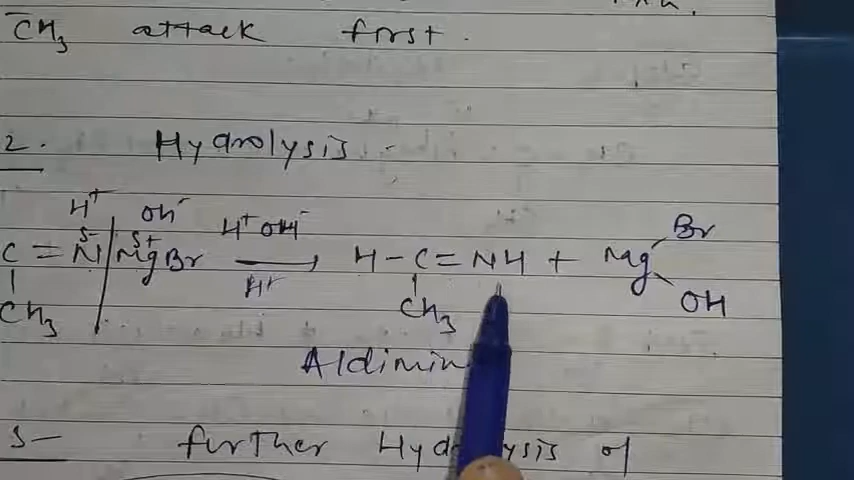 CH3 attack first.
2. Hydrolysis -
H+ OH-
C = N δ- | δ+ MgBr H+ OH- → H+ H - C = NH + Mg Br
CH3 CH3 OH
Aldimin
3- further Hydrolysis of